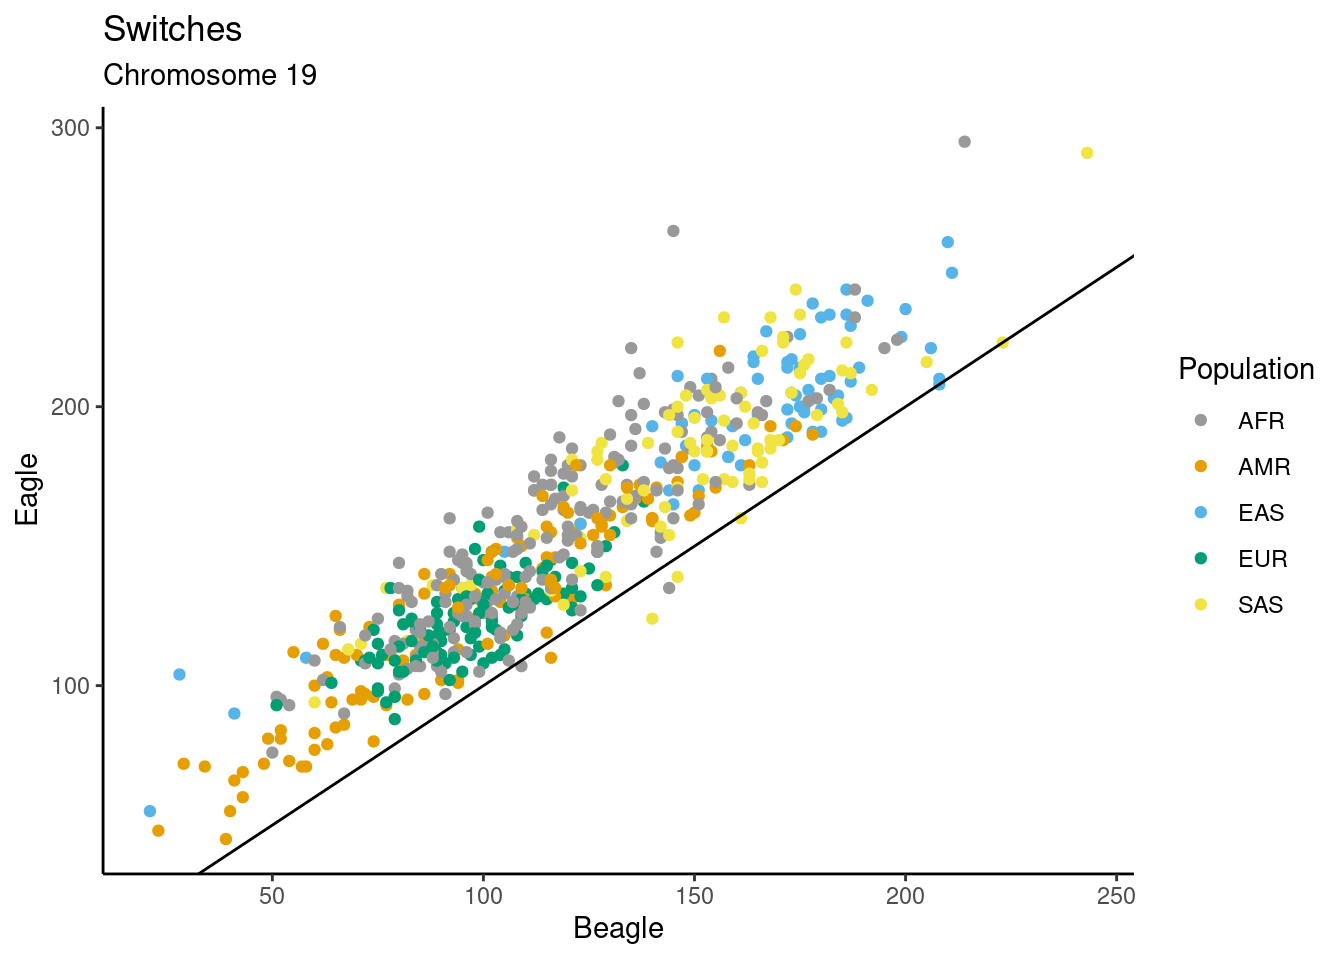 Switches
Chromosome 19
300
200
100
Eagle
50
100
150
200
250
Beagle
Population
AFR
AMR
EAS
EUR
SAS